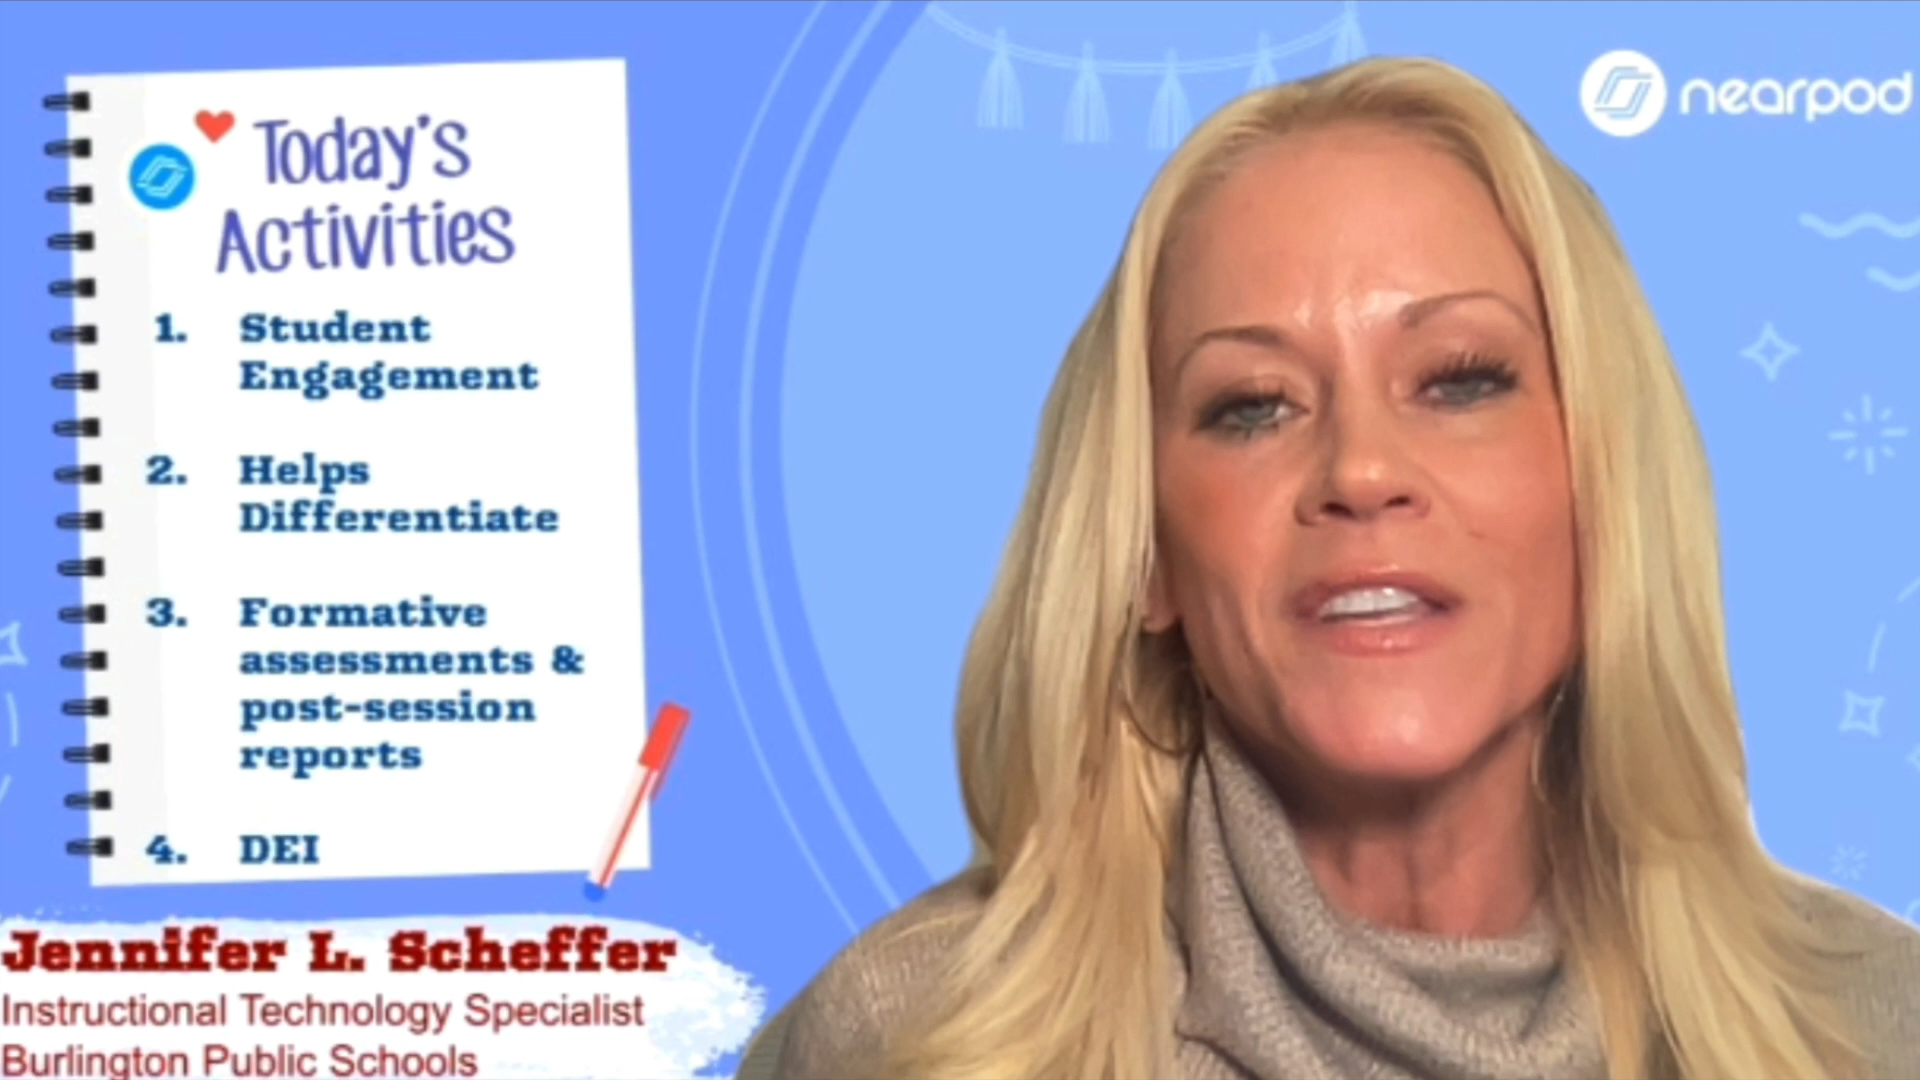 nearpod
Today's
Activities
1. Student
Engagement
2. Helps
Differentiate
3. Formative
assessments &
post-session
reports
4. DEI
Jennifer L. Scheffer
Instructional Technology Specialist
Burlington Public Schools